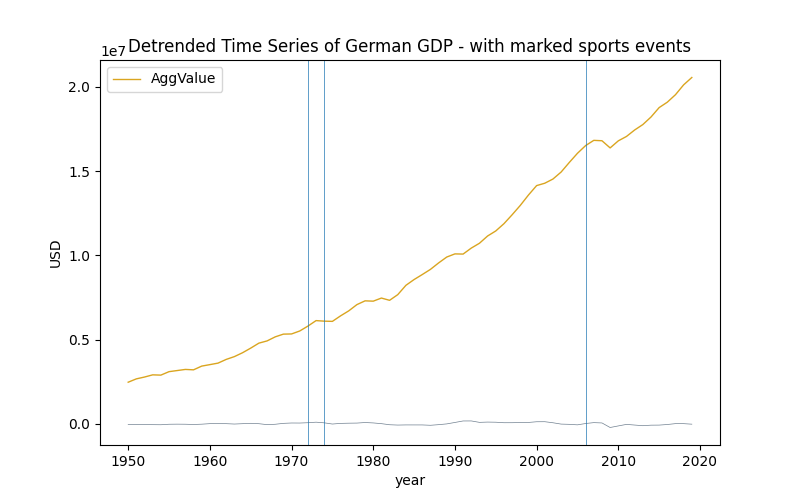 Detrended Time Series of German GDP - with marked sports events
1e7
AggValue
2.0
1.5
1.0
0.5
0.0
USD
1950 1960 1970 1980 1990 2000 2010 2020
year